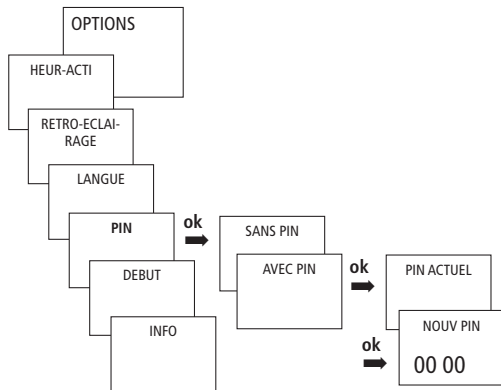 OPTIONS
HEUR-ACTI
RETRO-ECLAI-
RAGE
LANGUE
PIN
ok
SANS PIN
AVEC PIN
ok
PIN ACTUEL
DEBUT
INFO
NOUV PIN
ok
00 00